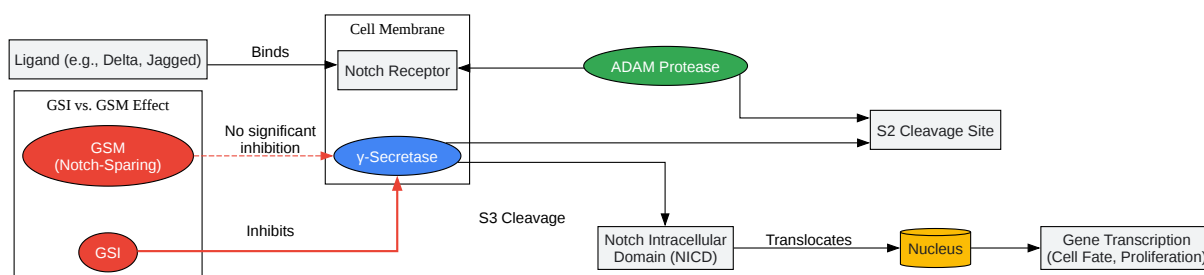 Cell Membrane
Ligand (e.g., Delta, Jagged)
Binds
Notch Receptor
ADAM Protease
GSI vs. GSM Effect
GSM
(Notch-Sparing)
No significant
inhibition
γ-Secretase
S2 Cleavage Site
GSI
Inhibits
S3 Cleavage
Notch Intracellular
Domain (NICD)
Translocates
Nucleus
Gene Transcription
(Cell Fate, Proliferation)